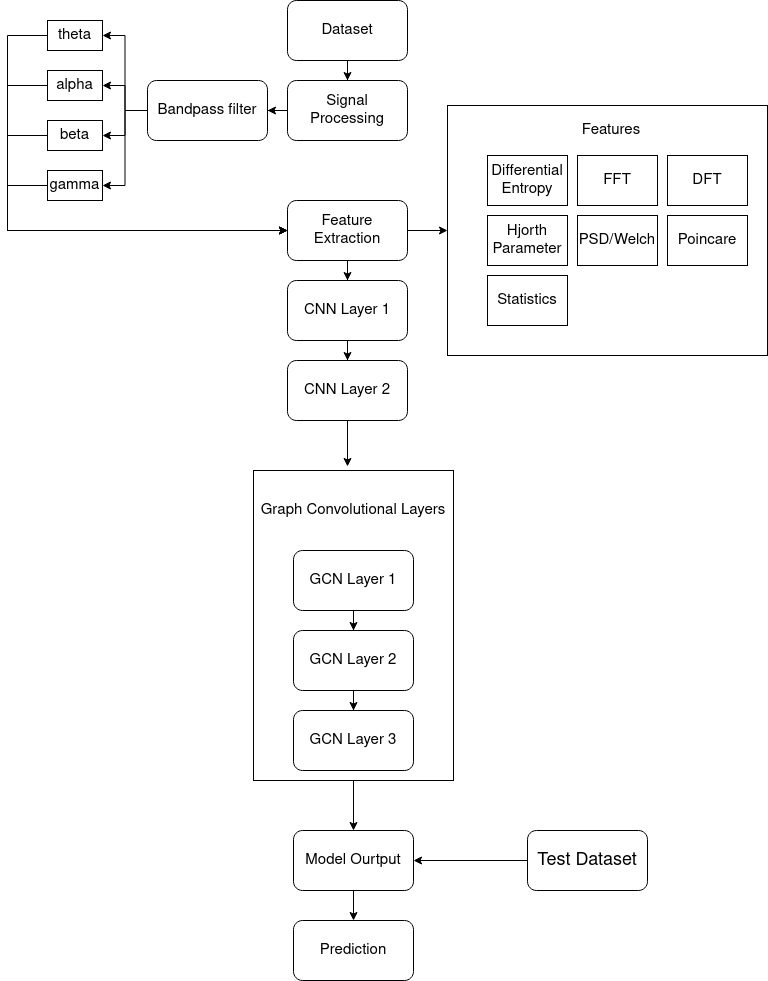 Dataset
theta
alpha
beta
gamma
Bandpass filter
Signal
Processing
Features
Differential
Entropy
FFT
DFT
Hjorth
Parameter
PSD/Welch
Poincare
Statistics
Feature
Extraction
CNN Layer 1
CNN Layer 2
Graph Convolutional Layers
GCN Layer 1
GCN Layer 2
GCN Layer 3
Model Ourtput
Test Dataset
Prediction